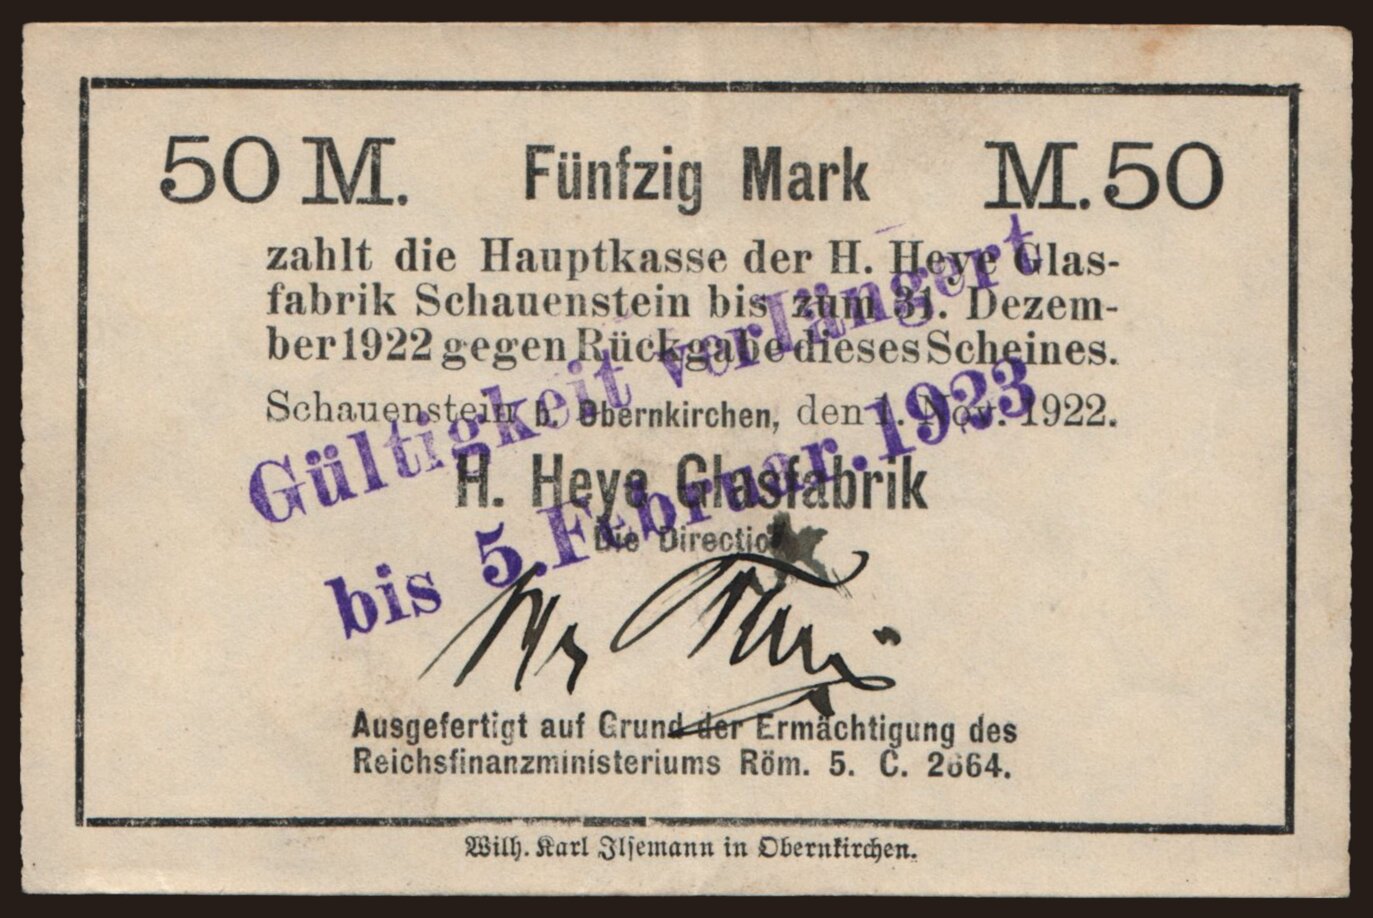 50 M. Fünfzig Mark M. 50
zahlt die Hauptkasse der H. Heye Glas-
fabrik Schauenstein bis zum 31. Dezem-
ber 1922 gegen Rückgabe dieses Scheines.
Schauenstein b. Obernkirchen, den 1. Nov. 1922.
H. Heye Glasfabrik
Die Direction
Gültigkeit verlängert
bis 5. Februar. 1923
Ausgefertigt auf Grund der Ermächtigung des
Reichsfinanzministeriums Röm. 5. C. 2664.
Wilh. Karl Ilsemann in Obernkirchen.